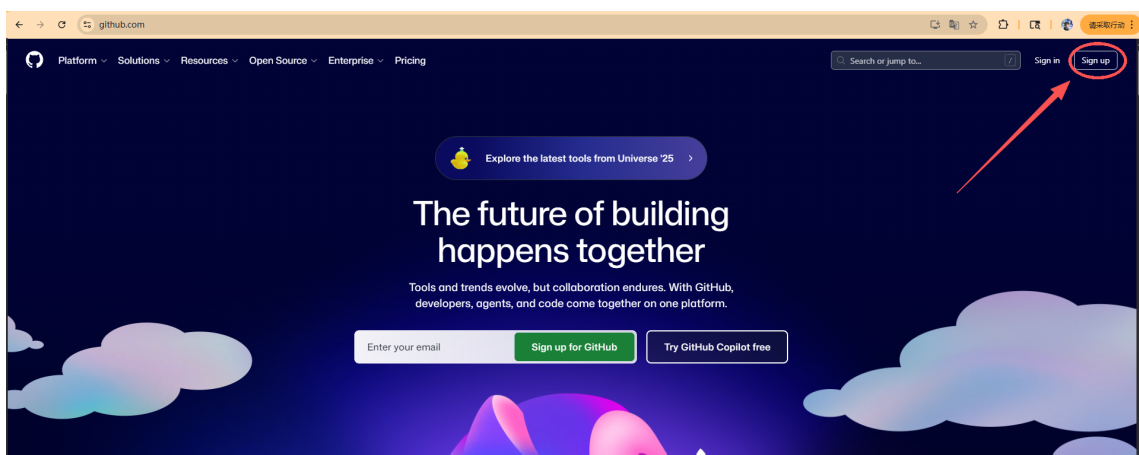 github.com
请采取行动
Platform Solutions Resources Open Source Enterprise Pricing
Search or jump to... /
Sign in
Sign up
Explore the latest tools from Universe '25
The future of building
happens together
Tools and trends evolve, but collaboration endures. With GitHub,
developers, agents, and code come together on one platform.
Enter your email
Sign up for GitHub
Try GitHub Copilot free